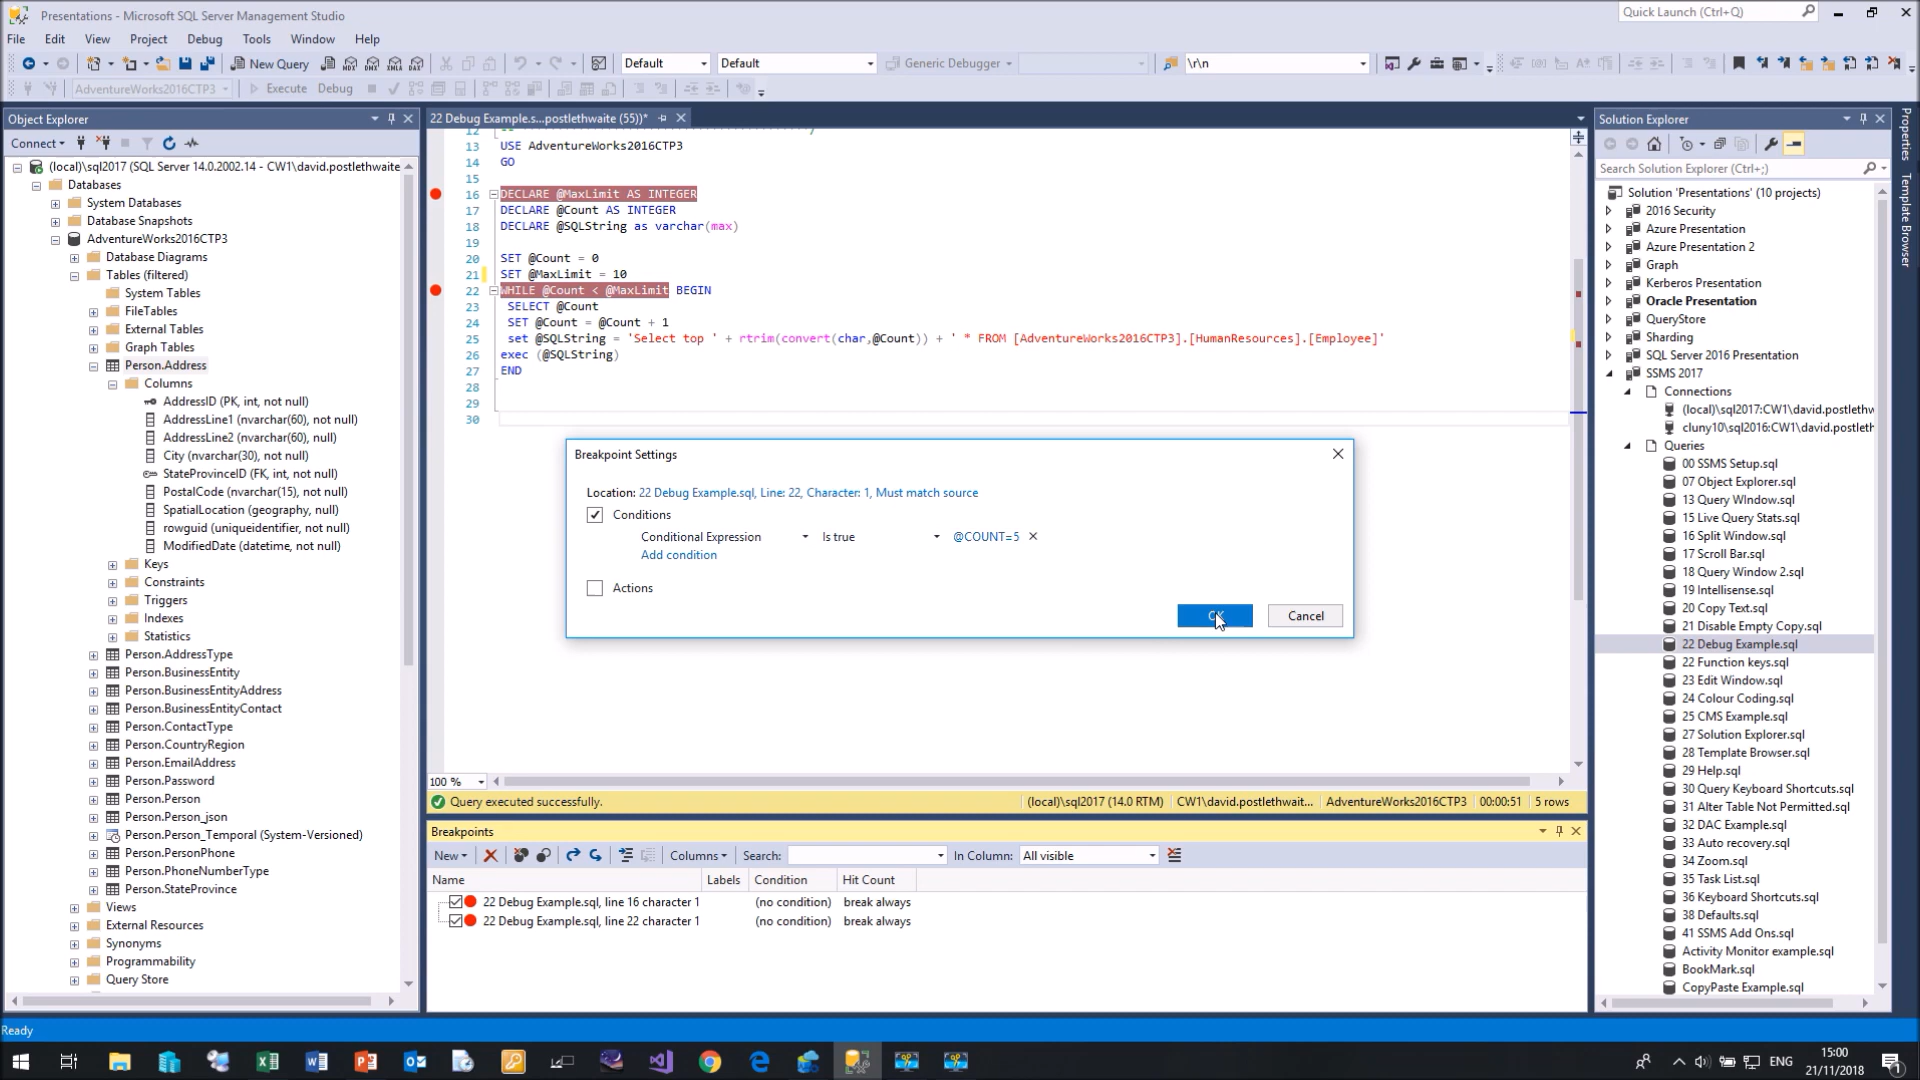 Presentations - Microsoft SQL Server Management Studio
Quick Launch (Ctrl+Q)
File Edit View Project Debug Tools Window Help
New Query
Default
Default
Generic Debugger
\r\n
AdventureWorks2016CTP3
Execute Debug
Object Explorer
Connect
(local)\sql2017 (SQL Server 14.0.2002.14 - CW1\david.postlethwaite
Databases
System Databases
Database Snapshots
AdventureWorks2016CTP3
Database Diagrams
Tables (filtered)
System Tables
FileTables
External Tables
Graph Tables
Person.Address
Columns
AddressID (PK, int, not null)
AddressLine1 (nvarchar(60), not null)
AddressLine2 (nvarchar(60), null)
City (nvarchar(30), not null)
StateProvinceID (FK, int, not null)
PostalCode (nvarchar(15), not null)
SpatialLocation (geography, null)
rowguid (uniqueidentifier, not null)
ModifiedDate (datetime, not null)
Keys
Constraints
Triggers
Indexes
Statistics
Person.AddressType
Person.BusinessEntity
Person.BusinessEntityAddress
Person.BusinessEntityContact
Person.ContactType
Person.CountryRegion
Person.EmailAddress
Person.Password
Person.Person
Person.Person_json
Person.Person_Temporal (System-Versioned)
Person.PersonPhone
Person.PhoneNumberType
Person.StateProvince
Views
External Resources
Synonyms
Programmability
Query Store
22 Debug Example.s...postlethwaite (55))*
12
13 USE AdventureWorks2016CTP3
14 GO
15
16 DECLARE @MaxLimit AS INTEGER
17 DECLARE @Count AS INTEGER
18 DECLARE @SQLString as varchar(max)
19
20 SET @Count = 0
21 SET @MaxLimit = 10
22 WHILE @Count < @MaxLimit BEGIN
23 SELECT @Count
24 SET @Count = @Count + 1
25 set @SQLString = 'Select top ' + rtrim(convert(char,@Count)) + ' * FROM [AdventureWorks2016CTP3].[HumanResources].[Employee]'
26 exec (@SQLString)
27 END
28
29
30
Breakpoint Settings
Location: 22 Debug Example.sql, Line: 22, Character: 1, Must match source
Conditions
Conditional Expression Is true @COUNT=5
Add condition
Actions
OK Cancel
100 %
Query executed successfully. (local)\sql2017 (14.0 RTM) CW1\david.postlethwait... AdventureWorks2016CTP3 00:00:51 5 rows
Breakpoints
New Columns Search: In Column: All visible
Name Labels Condition Hit Count
22 Debug Example.sql, line 16 character 1 (no condition) break always
22 Debug Example.sql, line 22 character 1 (no condition) break always
Solution Explorer
Search Solution Explorer (Ctrl+;)
Solution 'Presentations' (10 projects)
2016 Security
Azure Presentation
Azure Presentation 2
Graph
Kerberos Presentation
Oracle Presentation
QueryStore
Sharding
SQL Server 2016 Presentation
SSMS 2017
Connections
(local)\sql2017:CW1\david.postlethw
cluny10\sql2016:CW1\david.postleth
Queries
00 SSMS Setup.sql
07 Object Explorer.sql
13 Query WIndow.sql
15 Live Query Stats.sql
16 Split Window.sql
17 Scroll Bar.sql
18 Query Window 2.sql
19 Intellisense.sql
20 Copy Text.sql
21 Disable Empty Copy.sql
22 Debug Example.sql
22 Function keys.sql
23 Edit Window.sql
24 Colour Coding.sql
25 CMS Example.sql
27 Solution Explorer.sql
28 Template Browser.sql
29 Help.sql
30 Query Keyboard Shortcuts.sql
31 Alter Table Not Permitted.sql
32 DAC Example.sql
33 Auto recovery.sql
34 Zoom.sql
35 Task List.sql
36 Keyboard Shortcuts.sql
38 Defaults.sql
41 SSMS Add Ons.sql
Activity Monitor example.sql
BookMark.sql
CopyPaste Example.sql
Properties
Template Browser
Ready
ENG
15:00
21/11/2018